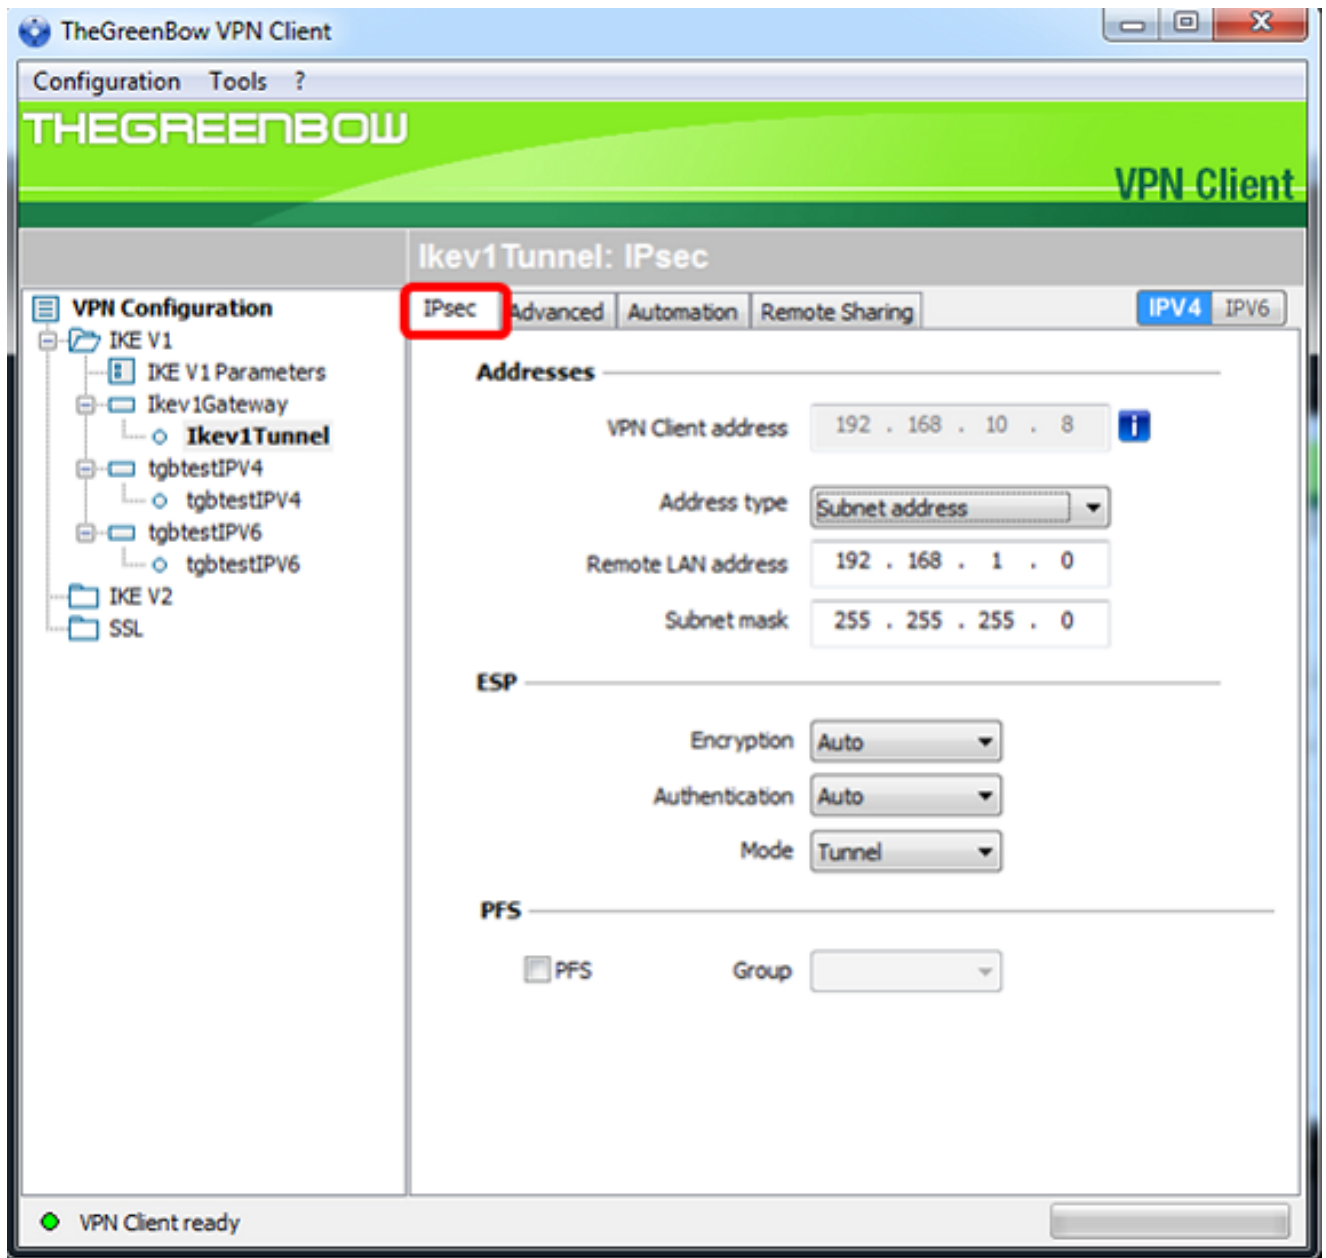 TheGreenBow VPN Client
Configuration Tools ?
THEGREENBOW
VPN Client
Ikev1Tunnel: IPsec
VPN Configuration
IKE V1
IKE V1 Parameters
Ikev1Gateway
Ikev1Tunnel
tgbtestIPV4
tgbtestIPV4
tgbtestIPV6
tgbtestIPV6
IKE V2
SSL
IPsec Advanced Automation Remote Sharing IPV4 IPV6
Addresses
VPN Client address 192 . 168 . 10 . 8
Address type Subnet address
Remote LAN address 192 . 168 . 1 . 0
Subnet mask 255 . 255 . 255 . 0
ESP
Encryption Auto
Authentication Auto
Mode Tunnel
PFS
PFS Group
VPN Client ready